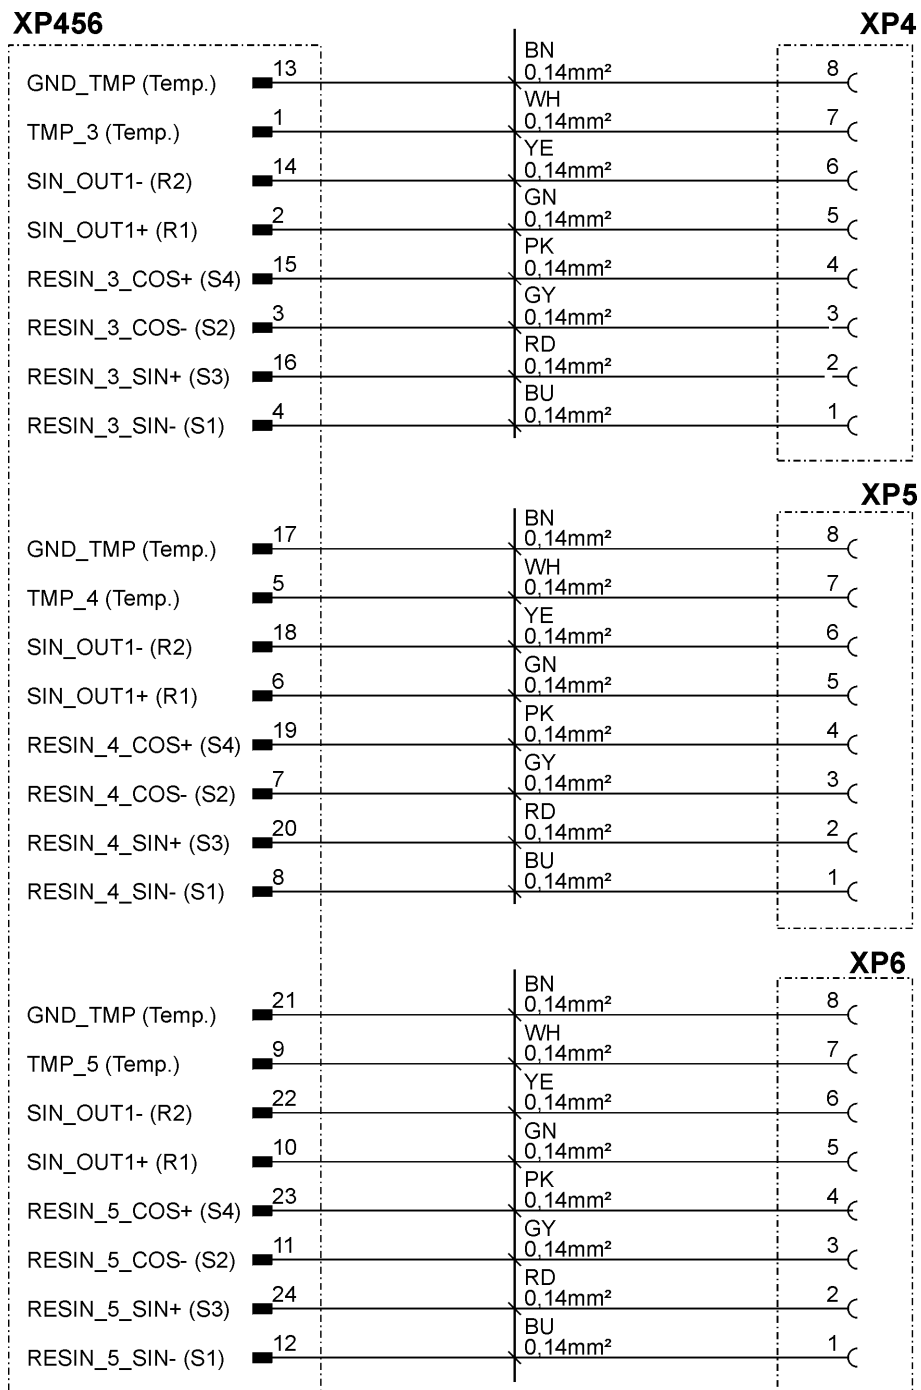 XP456 XP4
GND_TMP (Temp.) 13 BN 0,14mm² 8
TMP_3 (Temp.) 1 WH 0,14mm² 7
SIN_OUT1- (R2) 14 YE 0,14mm² 6
SIN_OUT1+ (R1) 2 GN 0,14mm² 5
RESIN_3_COS+ (S4) 15 PK 0,14mm² 4
RESIN_3_COS- (S2) 3 GY 0,14mm² 3
RESIN_3_SIN+ (S3) 16 RD 0,14mm² 2
RESIN_3_SIN- (S1) 4 BU 0,14mm² 1
XP5
GND_TMP (Temp.) 17 BN 0,14mm² 8
TMP_4 (Temp.) 5 WH 0,14mm² 7
SIN_OUT1- (R2) 18 YE 0,14mm² 6
SIN_OUT1+ (R1) 6 GN 0,14mm² 5
RESIN_4_COS+ (S4) 19 PK 0,14mm² 4
RESIN_4_COS- (S2) 7 GY 0,14mm² 3
RESIN_4_SIN+ (S3) 20 RD 0,14mm² 2
RESIN_4_SIN- (S1) 8 BU 0,14mm² 1
XP6
GND_TMP (Temp.) 21 BN 0,14mm² 8
TMP_5 (Temp.) 9 WH 0,14mm² 7
SIN_OUT1- (R2) 22 YE 0,14mm² 6
SIN_OUT1+ (R1) 10 GN 0,14mm² 5
RESIN_5_COS+ (S4) 23 PK 0,14mm² 4
RESIN_5_COS- (S2) 11 GY 0,14mm² 3
RESIN_5_SIN+ (S3) 24 RD 0,14mm² 2
RESIN_5_SIN- (S1) 12 BU 0,14mm² 1